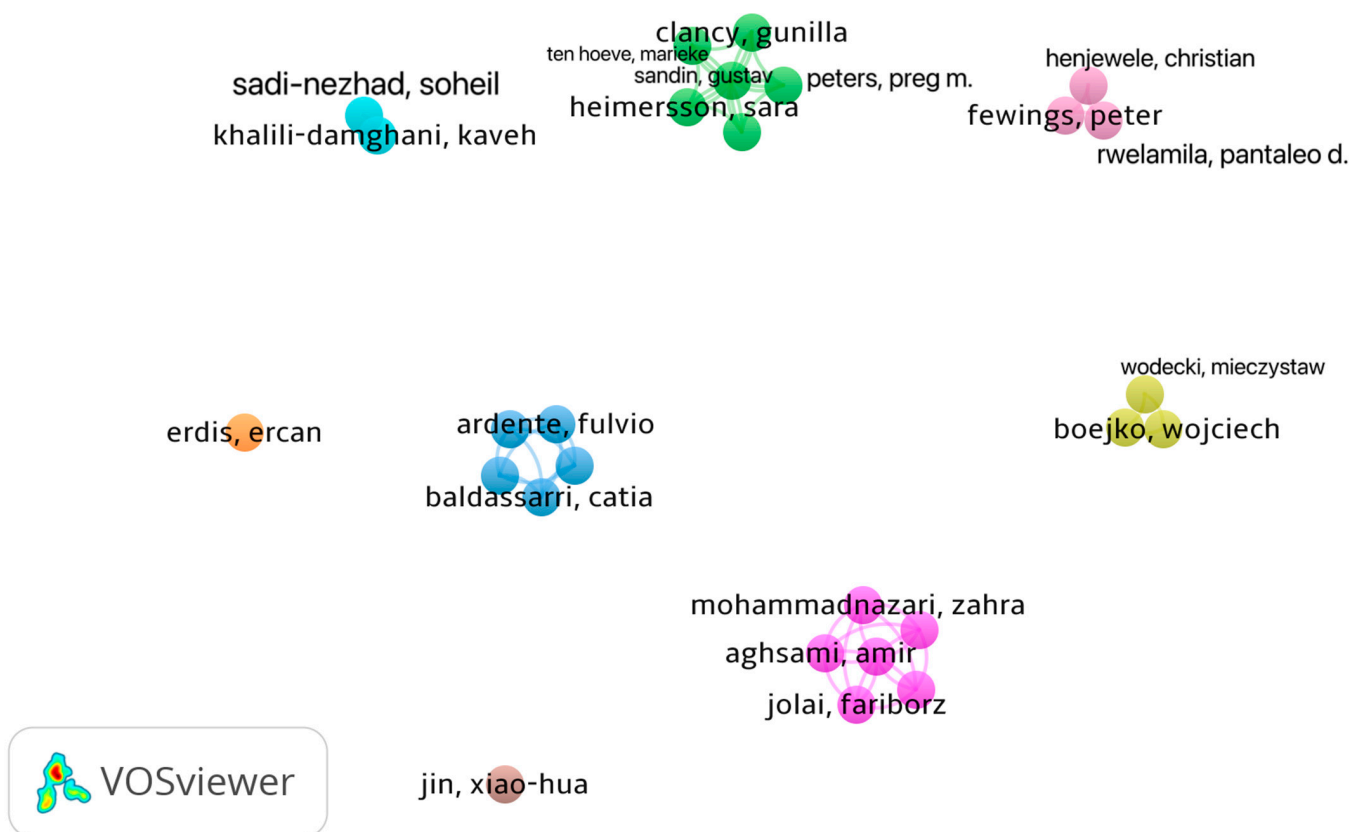 clancy, gunilla
ten hoeve, marieke
sandin, gustav
peters, preg m.
heimersson, sara
henjewele, christian
fewings, peter
rwelamila, pantaleo d.
sadi-nezhad, soheil
khalili-damghani, kaveh
wodecki, mieczystaw
boejko, wojciech
erdis, ercan
ardente, fulvio
baldassarri, catia
mohammadnazari, zahra
aghsami, amir
jolai, fariborz
jin, xiao-hua
VOSviewer